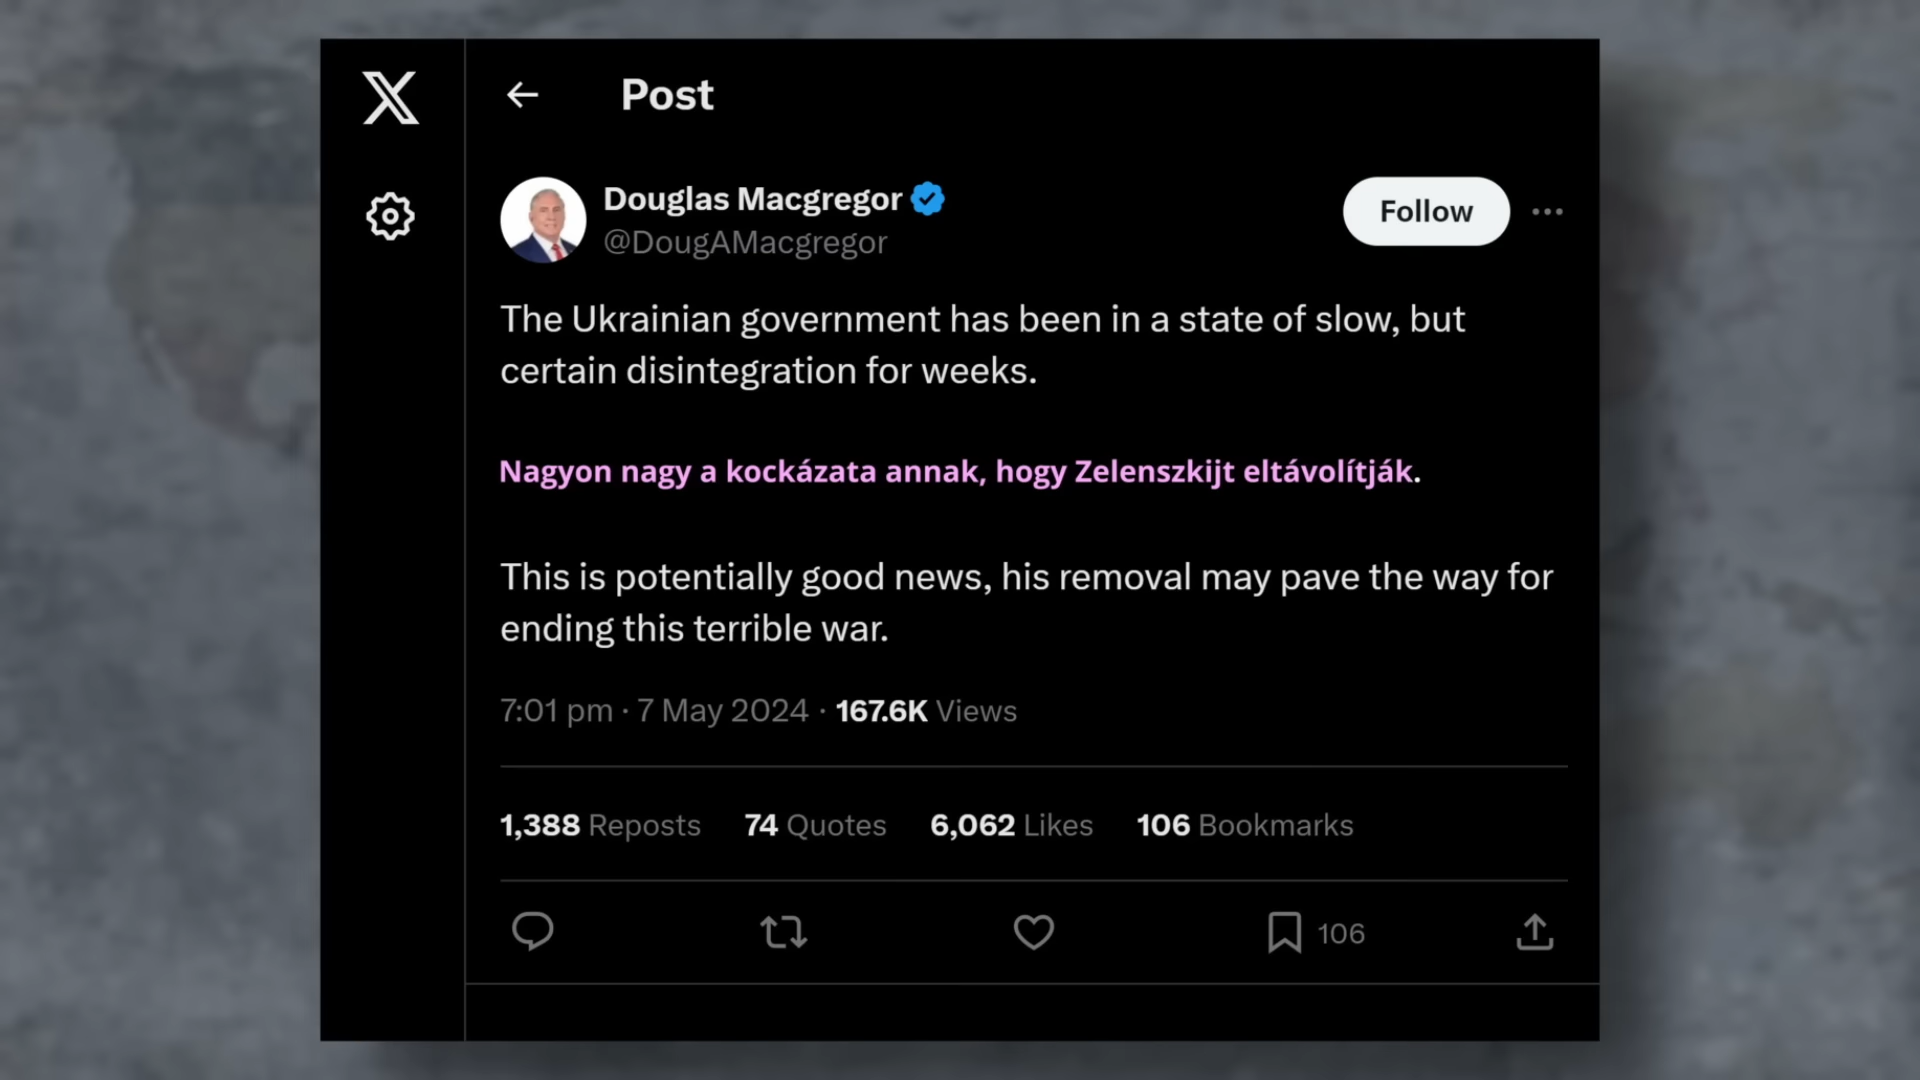 X
Post
Douglas Macgregor
@DougAMacgregor
Follow
The Ukrainian government has been in a state of slow, but
certain disintegration for weeks.
Nagyon nagy a kockázata annak, hogy Zelenszkijt eltávolítják.
This is potentially good news, his removal may pave the way for
ending this terrible war.
7:01 pm · 7 May 2024 · 167.6K Views
1,388 Reposts 74 Quotes 6,062 Likes 106 Bookmarks
106